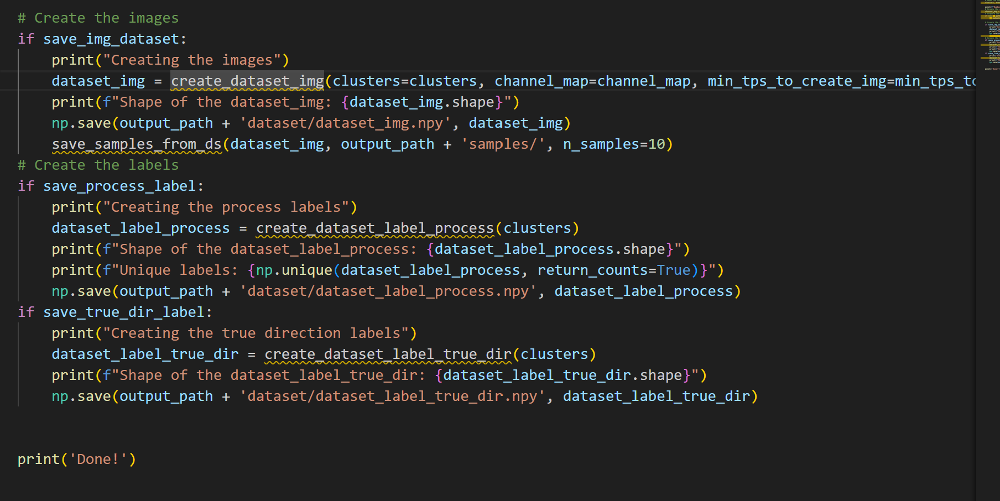 # Create the images
if save_img_dataset:
    print("Creating the images")
    dataset_img = create_dataset_img(clusters=clusters, channel_map=channel_map, min_tps_to_create_img=min_tps_to
    print(f"Shape of the dataset_img: {dataset_img.shape}")
    np.save(output_path + 'dataset/dataset_img.npy', dataset_img)
    save_samples_from_ds(dataset_img, output_path + 'samples/', n_samples=10)
# Create the labels
if save_process_label:
    print("Creating the process labels")
    dataset_label_process = create_dataset_label_process(clusters)
    print(f"Shape of the dataset_label_process: {dataset_label_process.shape}")
    print(f"Unique labels: {np.unique(dataset_label_process, return_counts=True)}")
    np.save(output_path + 'dataset/dataset_label_process.npy', dataset_label_process)
if save_true_dir_label:
    print("Creating the true direction labels")
    dataset_label_true_dir = create_dataset_label_true_dir(clusters)
    print(f"Shape of the dataset_label_true_dir: {dataset_label_true_dir.shape}")
    np.save(output_path + 'dataset/dataset_label_true_dir.npy', dataset_label_true_dir)
print('Done!')